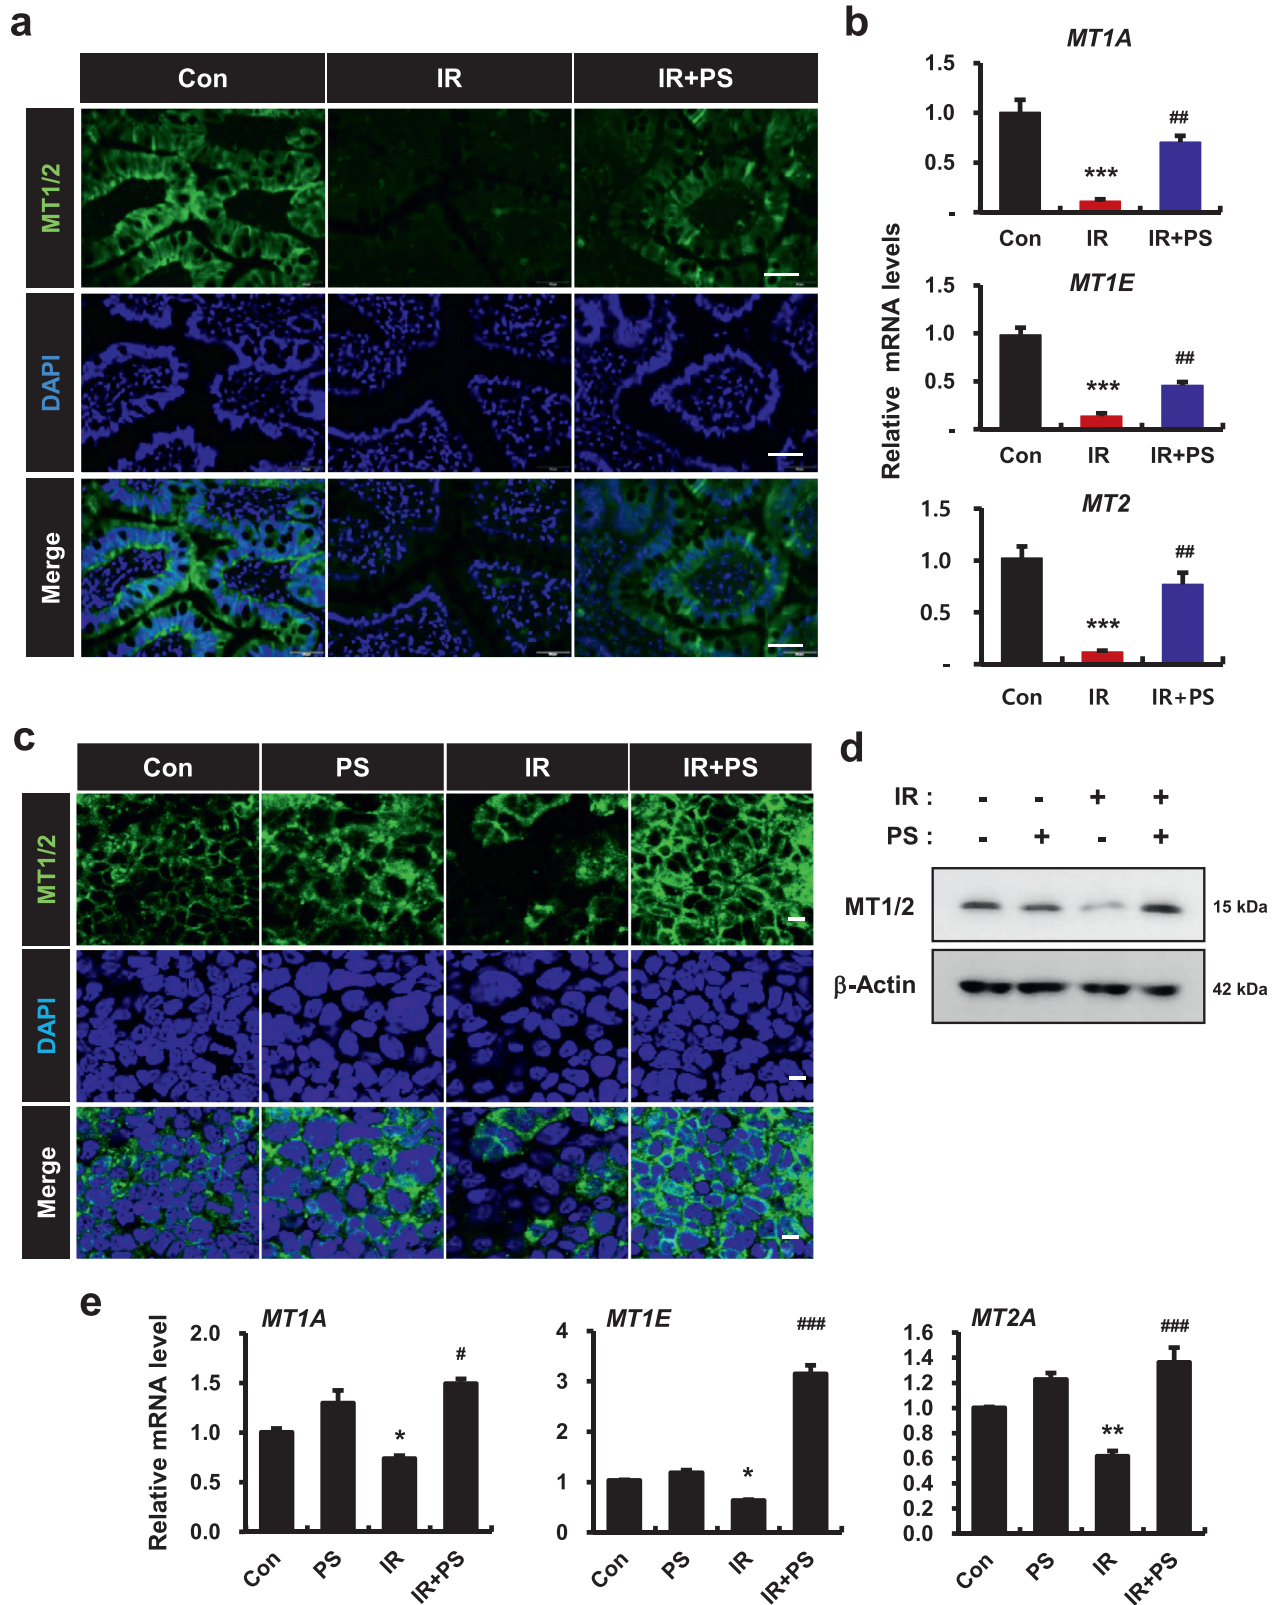 a
Con IR IR+PS
MT1/2
DAPI
Merge
b
Relative mRNA levels
MT1A
1.5
1.0
0.5
-
***
##
Con IR IR+PS
MT1E
1.5
1.0
0.5
-
***
##
Con IR IR+PS
MT2
1.5
1.0
0.5
-
***
##
Con IR IR+PS
c
Con PS IR IR+PS
MT1/2
DAPI
Merge
d
IR : - - + +
PS : - + - +
MT1/2 15 kDa
β-Actin 42 kDa
e
Relative mRNA level
MT1A
2.0
1.5
1.0
0.5
0.0
*
#
Con PS IR IR+PS
MT1E
4
3
2
1
0
*
###
Con PS IR IR+PS
MT2A
1.6
1.4
1.2
1.0
0.8
0.6
0.4
0.2
0.0
**
###
Con PS IR IR+PS